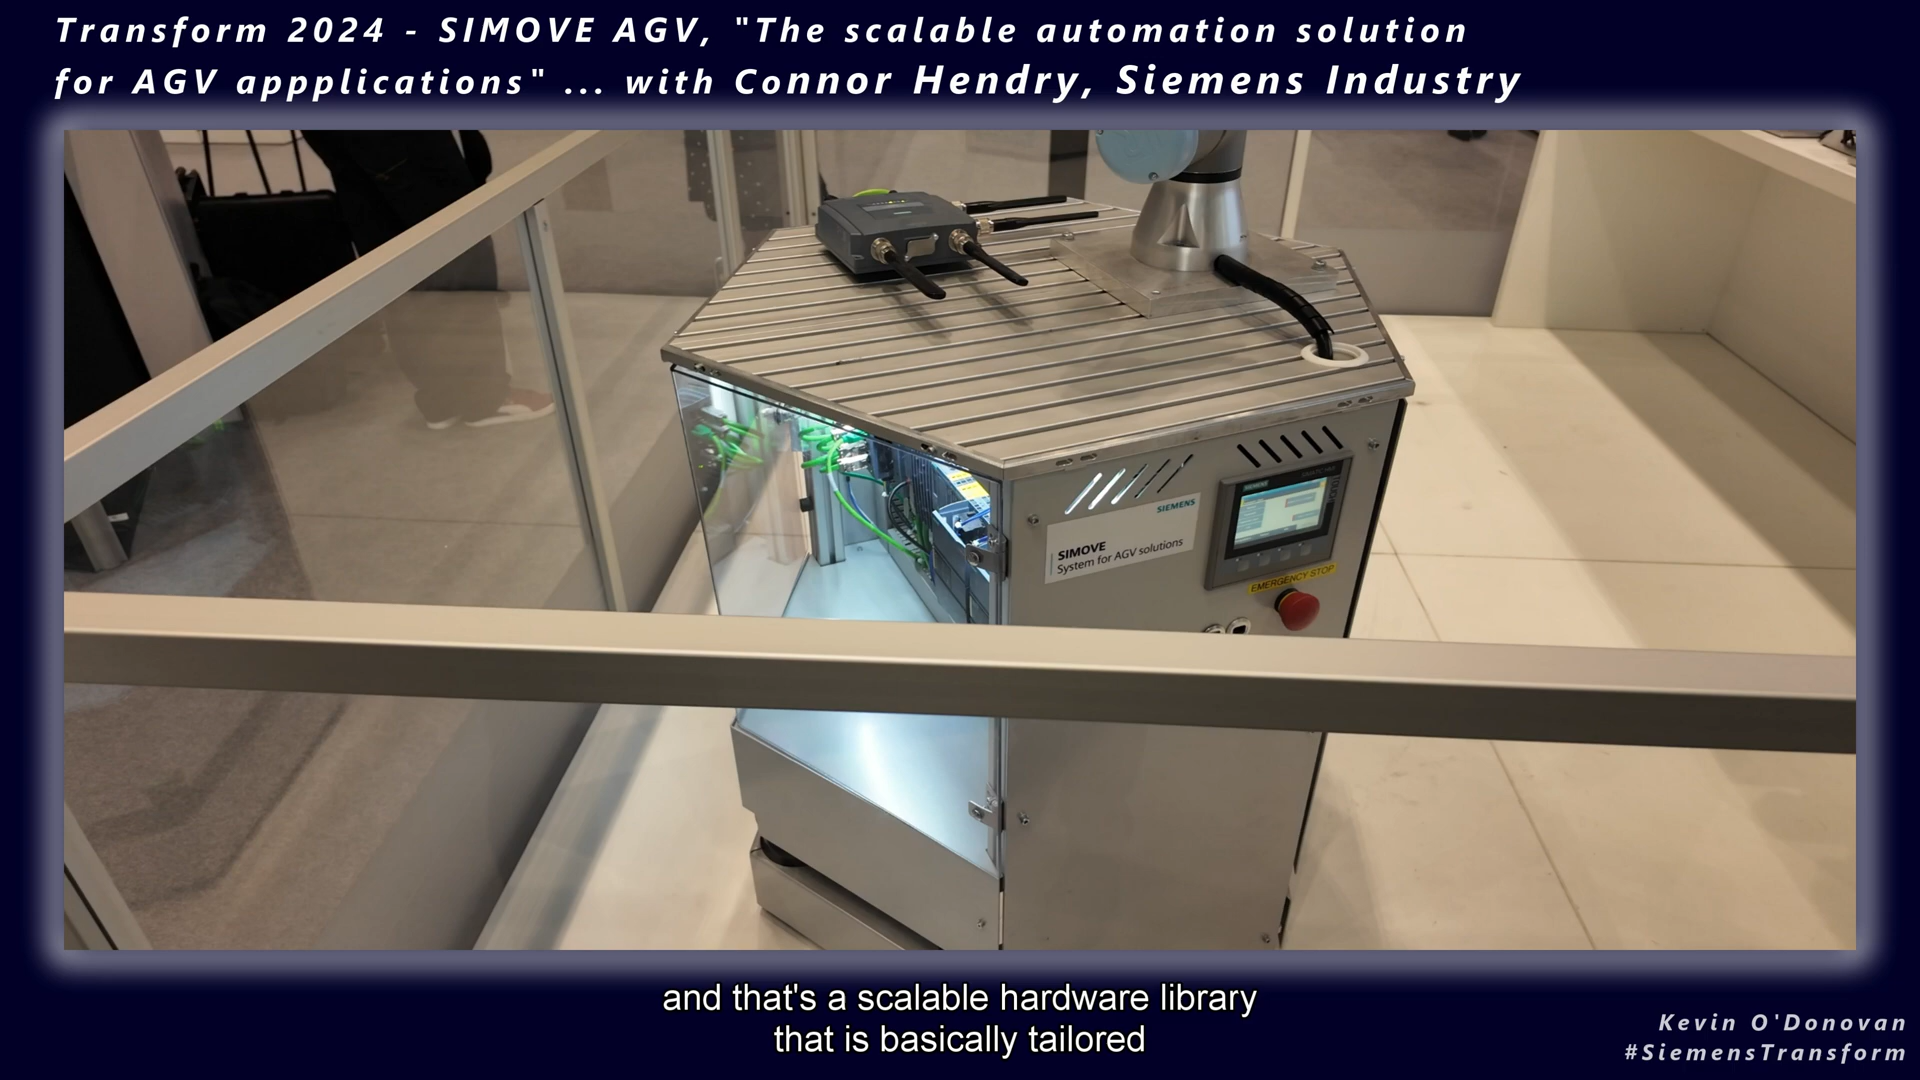 Transform 2024 - SIMOVE AGV, "The scalable automation solution
for AGV appplications" ... with Connor Hendry, Siemens Industry
SIEMENS
SIEMENS
SIMOVE
System for AGV solutions
EMERGENCY STOP
and that's a scalable hardware library
that is basically tailored
Kevin O'Donovan
#SiemensTransform